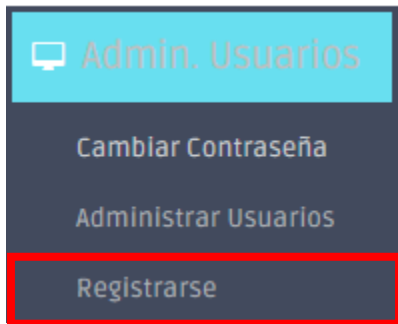 Admin. Usuarios
Cambiar Contraseña
Administrar Usuarios
Registrarse